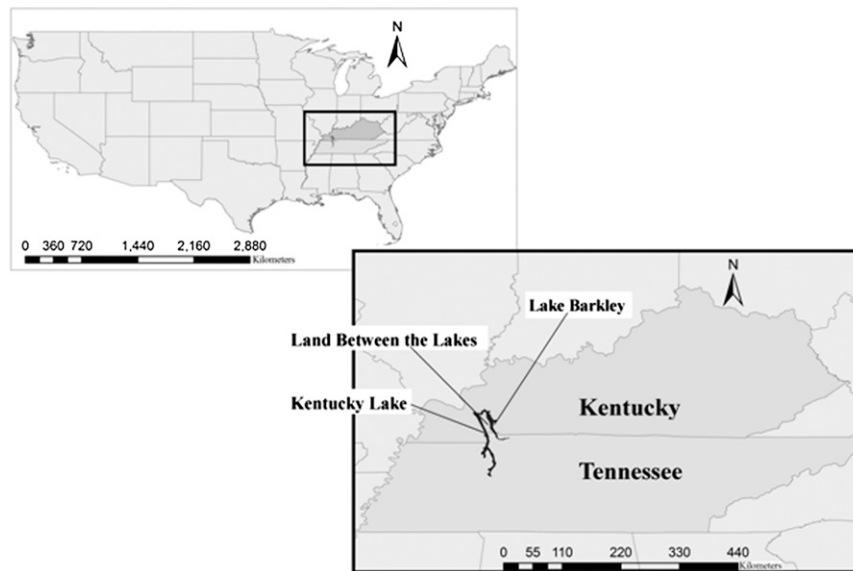 N
0 360 720 1,440 2,160 2,880
Kilometers
N
Lake Barkley
Land Between the Lakes
Kentucky Lake
Kentucky
Tennessee
0 55 110 220 330 440
Kilometers